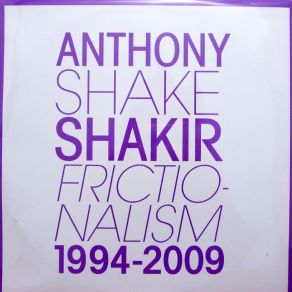 ANTHONY
SHAKE
SHAKIR
FRICTIO-
NALISM
1994-2009